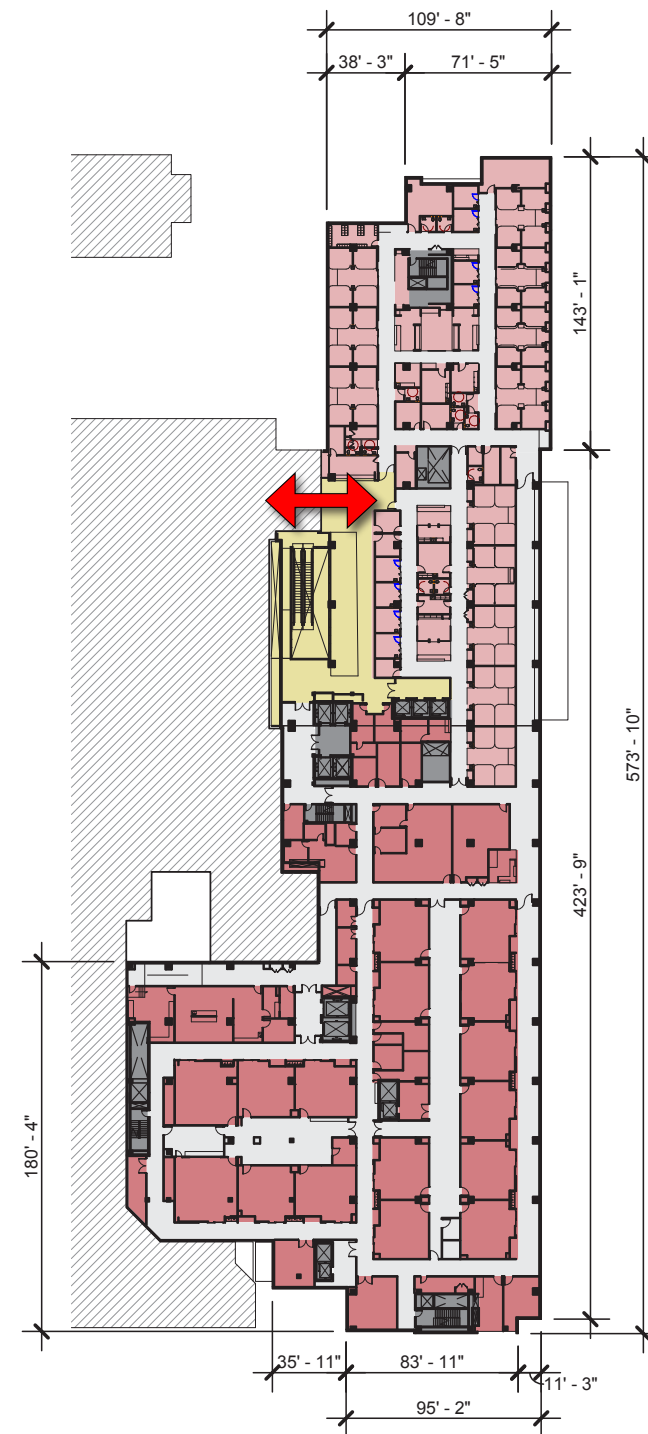 109' - 8"
38' - 3"
71' - 5"
143' - 1"
573' - 10"
423' - 9"
180' - 4"
35' - 11"
83' - 11"
11' - 3"
95' - 2"